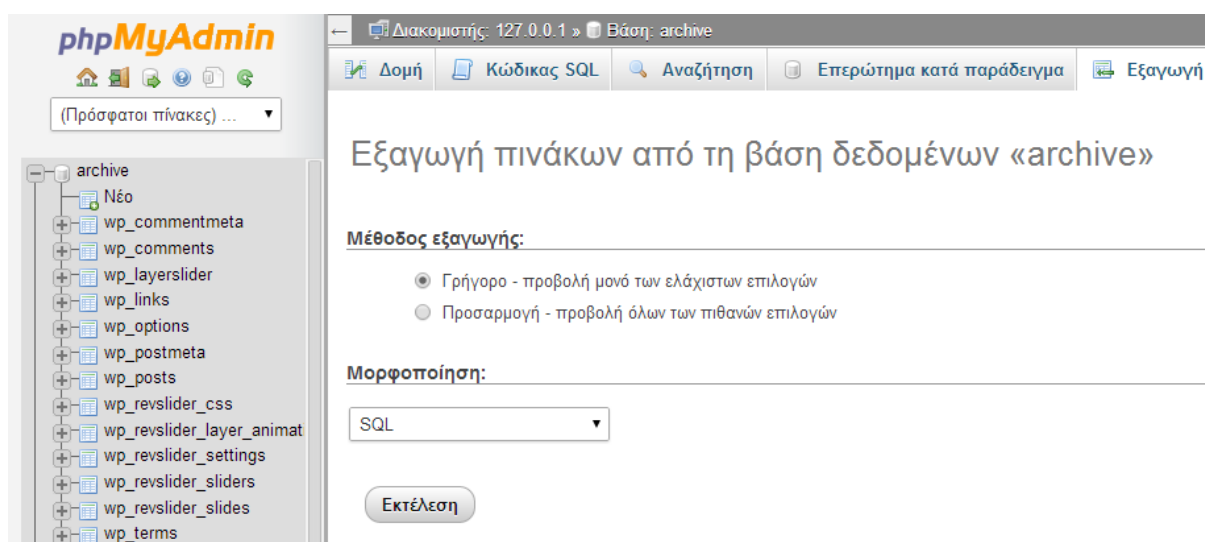 phpMyAdmin
(Πρόσφατοι πίνακες) ...
archive
Νέο
wp_commentmeta
wp_comments
wp_layerslider
wp_links
wp_options
wp_postmeta
wp_posts
wp_revslider_css
wp_revslider_layer_animat
wp_revslider_settings
wp_revslider_sliders
wp_revslider_slides
wp_terms
Διακομιστής: 127.0.0.1 » Βάση: archive
Δομή Κώδικας SQL Αναζήτηση Επερώτημα κατά παράδειγμα Εξαγωγή
Εξαγωγή πινάκων από τη βάση δεδομένων «archive»
Μέθοδος εξαγωγής:
Γρήγορο - προβολή μονό των ελάχιστων επιλογών
Προσαρμογή - προβολή όλων των πιθανών επιλογών
Μορφοποίηση:
SQL
Εκτέλεση